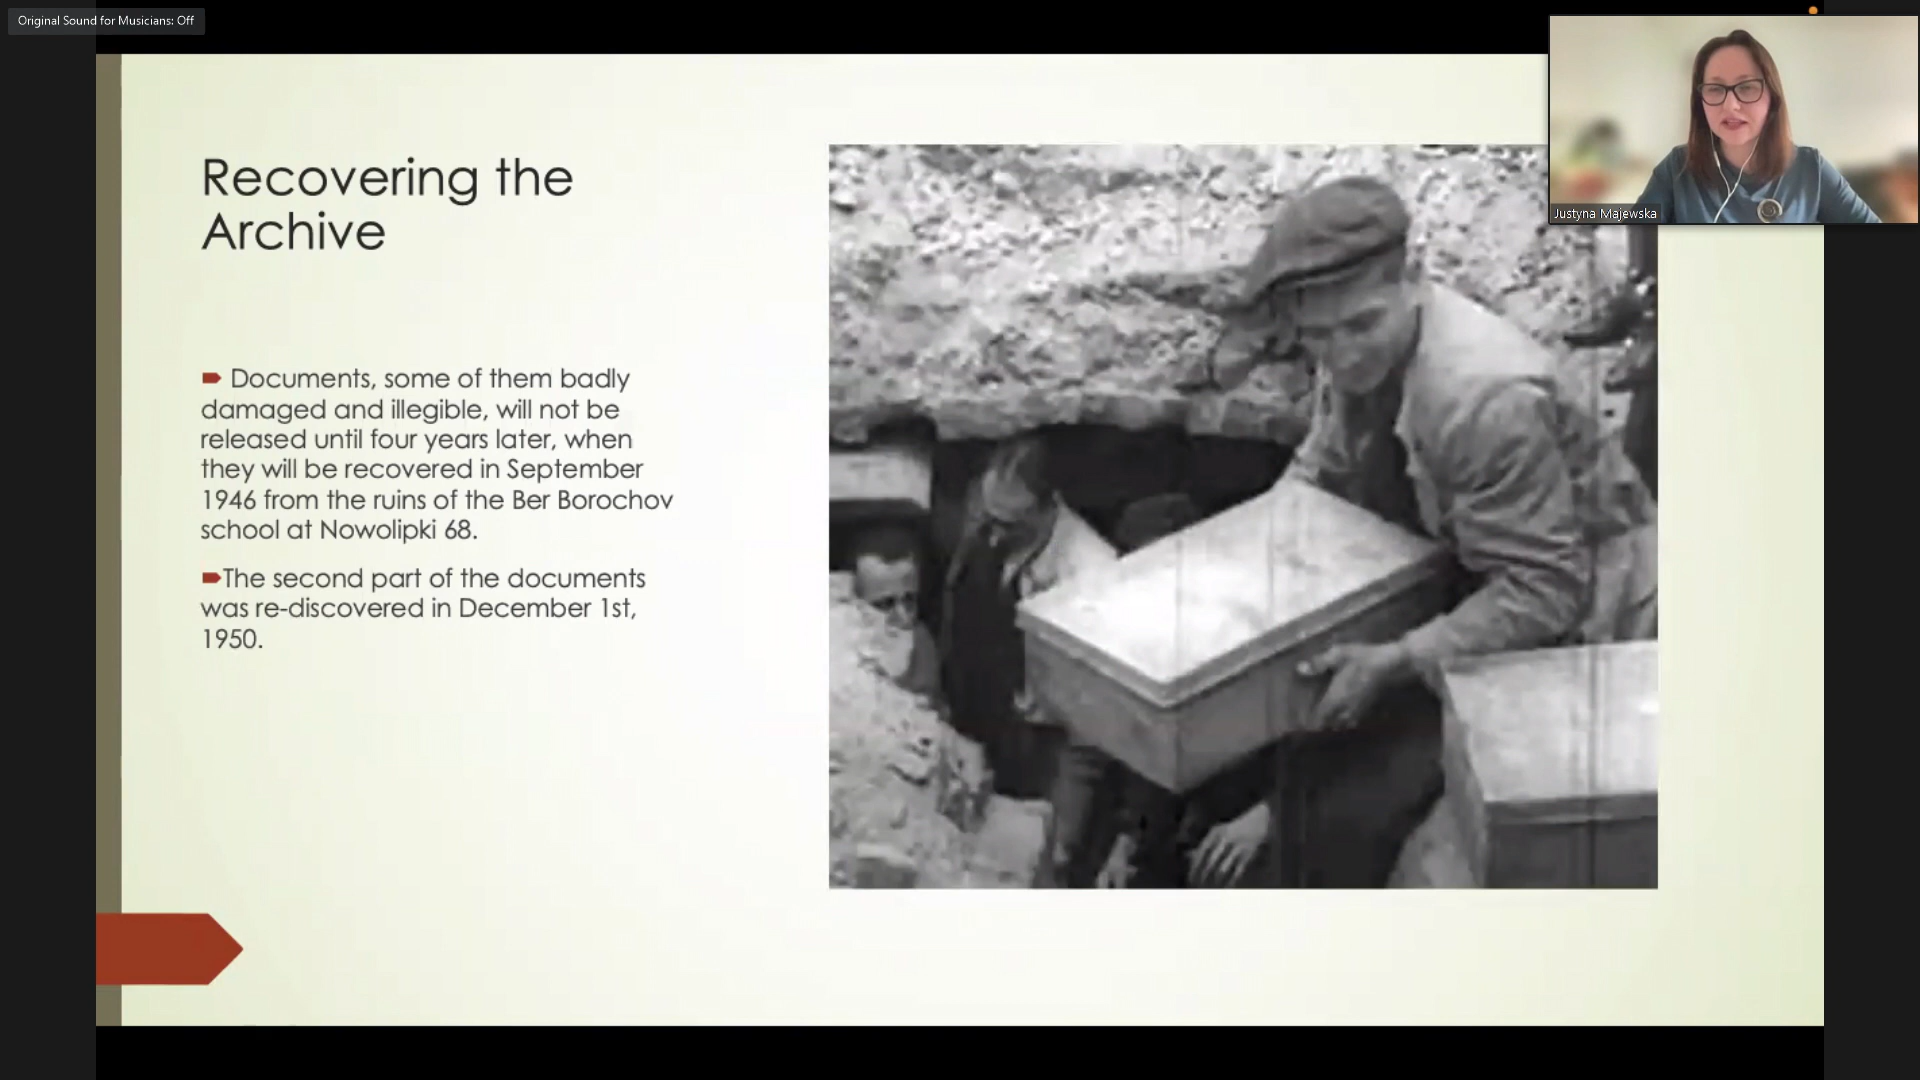 Original Sound for Musicians: Off
Recovering the
Archive
Documents, some of them badly
damaged and illegible, will not be
released until four years later, when
they will be recovered in September
1946 from the ruins of the Ber Borochov
school at Nowolipki 68.
The second part of the documents
was re-discovered in December 1st,
1950.
Justyna Majewska